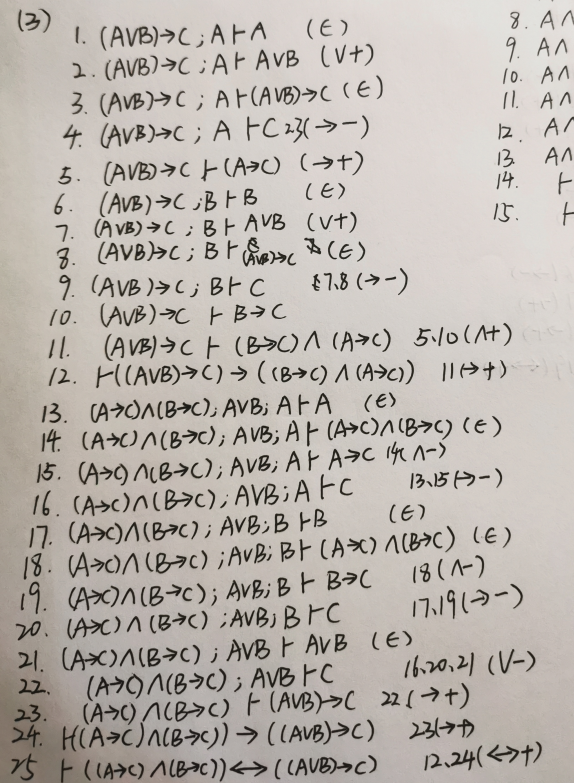 (3)
1. (A∨B)→C ; A⊢A (∈)
2. (A∨B)→C ; A⊢A∨B (∨+)
3. (A∨B)→C ; A⊢(A∨B)→C (∈)
4. (A∨B)→C ; A⊢C 2,3(→−)
5. (A∨B)→C ⊢(A→C) (→+)
6. (A∨B)→C ; B⊢B (∈)
7. (A∨B)→C ; B⊢A∨B (∨+)
8. (A∨B)→C ; B⊢(A∨B)→C (∈)
9. (A∨B)→C ; B⊢C 7,8(→−)
10. (A∨B)→C ⊢B→C
11. (A∨B)→C ⊢(B→C)∧(A→C) 5,10(∧+)
12. ⊢((A∨B)→C)→((B→C)∧(A→C)) 11(→+)
13. (A→C)∧(B→C); A∨B; A⊢A (∈)
14. (A→C)∧(B→C); A∨B; A⊢(A→C)∧(B→C) (∈)
15. (A→C)∧(B→C); A∨B; A⊢A→C 14(∧−)
16. (A→C)∧(B→C); A∨B; A⊢C 13,15(→−)
17. (A→C)∧(B→C); A∨B; B⊢B (∈)
18. (A→C)∧(B→C); A∨B; B⊢(A→C)∧(B→C) (∈)
19. (A→C)∧(B→C); A∨B; B⊢B→C 18(∧−)
20. (A→C)∧(B→C); A∨B; B⊢C 17,19(→−)
21. (A→C)∧(B→C); A∨B⊢A∨B (∈)
22. (A→C)∧(B→C); A∨B⊢C 16,20,21(∨−)
23. (A→C)∧(B→C) ⊢(A∨B)→C 22(→+)
24. ⊢((A→C)∧(B→C))→((A∨B)→C) 23(→+)
25 ⊢((A→C)∧(B→C))↔((A∨B)→C) 12,24(↔+)
8. A∧
9. A∧
10. A∧
11. A∧
12. A∧
13. A∧
14. ⊢
15. ⊢